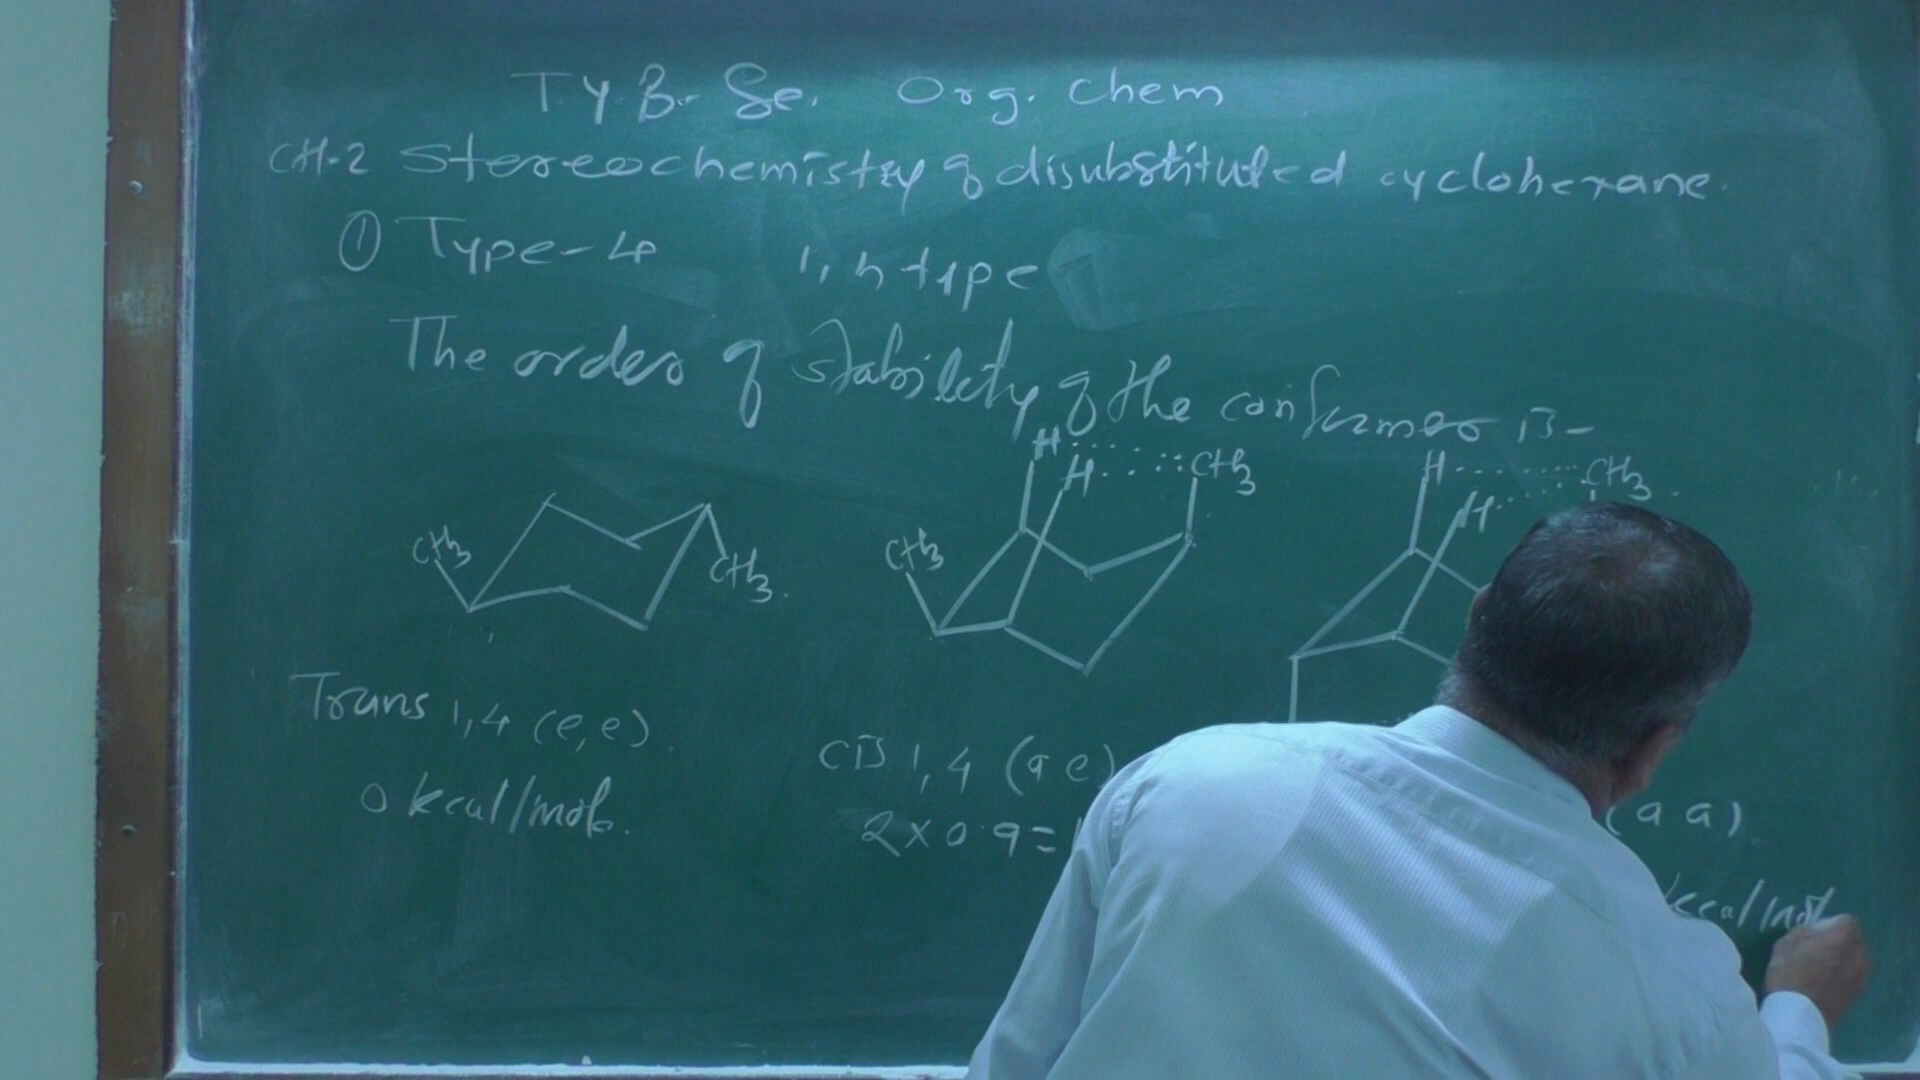 T.Y.B.Sc. Org. Chem
CH-2 Stereochemistry of disubstituted cyclohexane.
① Type-4 1,4 type
The order of stability of the conformer is -
H CH3 H CH3
H H
CH3 CH3 CH3
Trans 1,4 (e,e).
CIS 1,4 (a e) (a a)
0 kcal/mole. 2 x 0.9 =
kcal/mol